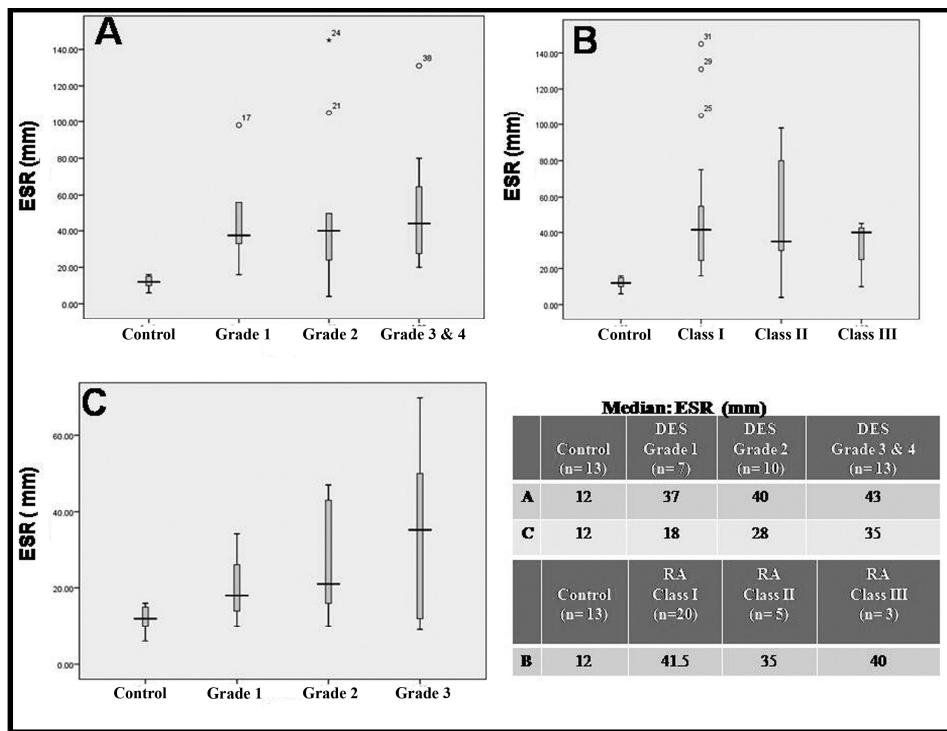 A
ESR (mm)
140.00
120.00
100.00
80.00
60.00
40.00
20.00
0.00
17
24
21
38
Control Grade 1 Grade 2 Grade 3 & 4
B
ESR (mm)
140.00
120.00
100.00
80.00
60.00
40.00
20.00
0.00
31
29
25
Control Class I Class II Class III
C
ESR ( mm)
60.00
40.00
20.00
0.00
Control Grade 1 Grade 2 Grade 3
Median: ESR (mm)
DES DES DES
Control Grade 1 Grade 2 Grade 3 & 4
(n= 13) (n= 7) (n= 10) (n= 13)
A 12 37 40 43
C 12 18 28 35
RA RA RA
Control Class I Class II Class III
(n= 13) (n=20) (n= 5) (n= 3)
B 12 41.5 35 40